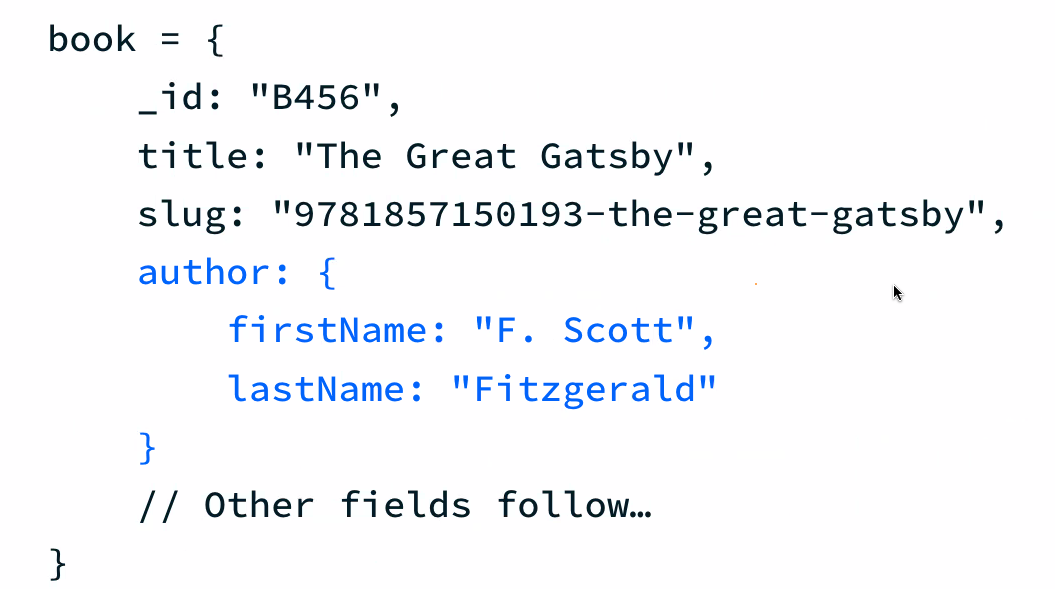 book = {
    _id: "B456",
    title: "The Great Gatsby",
    slug: "9781857150193-the-great-gatsby",
    author: {
        firstName: "F. Scott",
        lastName: "Fitzgerald"
    }
    // Other fields follow…
}